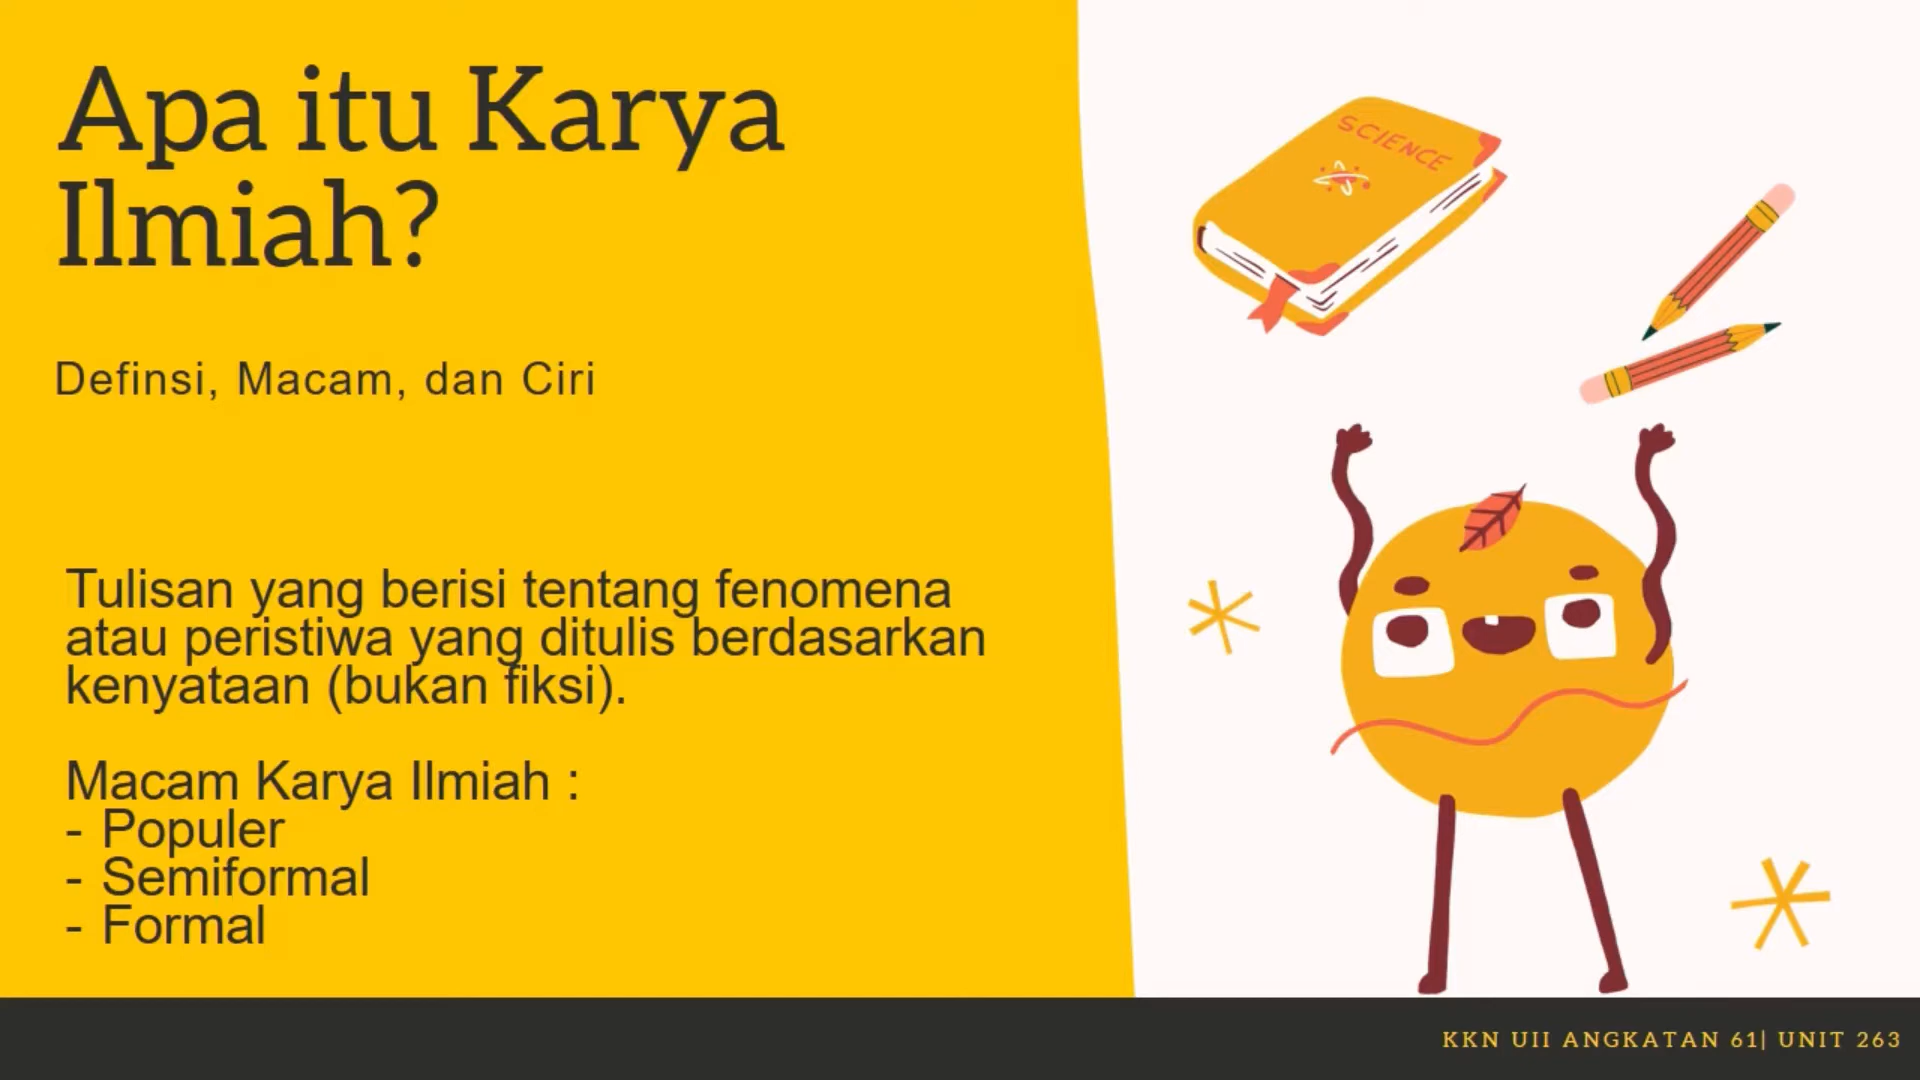 Apa itu Karya
Ilmiah?
SCIENCE
Definsi, Macam, dan Ciri
Tulisan yang berisi tentang fenomena
atau peristiwa yang ditulis berdasarkan
kenyataan (bukan fiksi).
Macam Karya Ilmiah :
- Populer
- Semiformal
- Formal
KKN UII ANGKATAN 61| UNIT 263